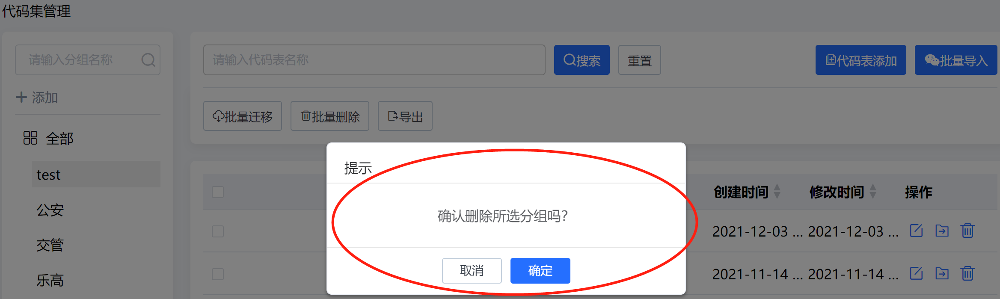 代码集管理
请输入分组名称
请输入代码表名称
搜索
重置
代码表添加
批量导入
添加
批量迁移
批量删除
导出
全部
test
公安
交管
乐高
提示
确认删除所选分组吗？
取消
确定
创建时间
修改时间
操作
2021-12-03 ...
2021-12-03 ...
2021-11-14 ...
2021-11-14 ...